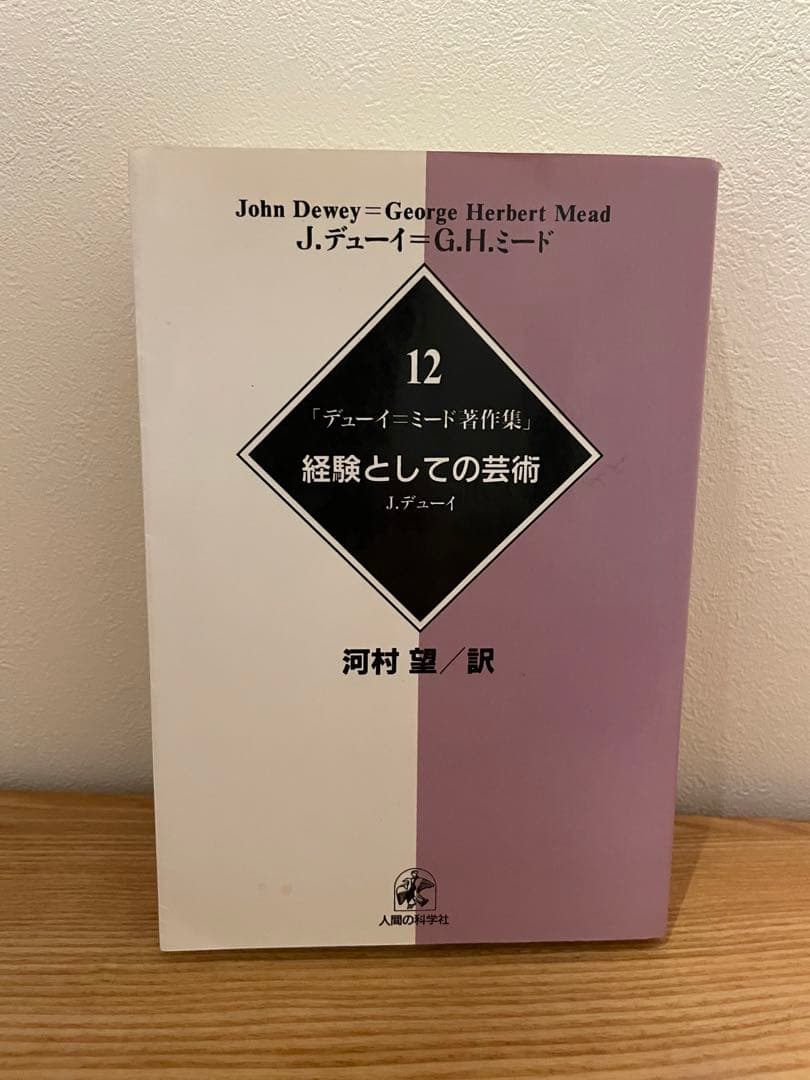 John Dewey=George Herbert Mead
J.デューイ=G.H.ミード
12
「デューイ=ミード著作集」
経験としての芸術
J.デューイ
河村 望/訳
人間の科学社